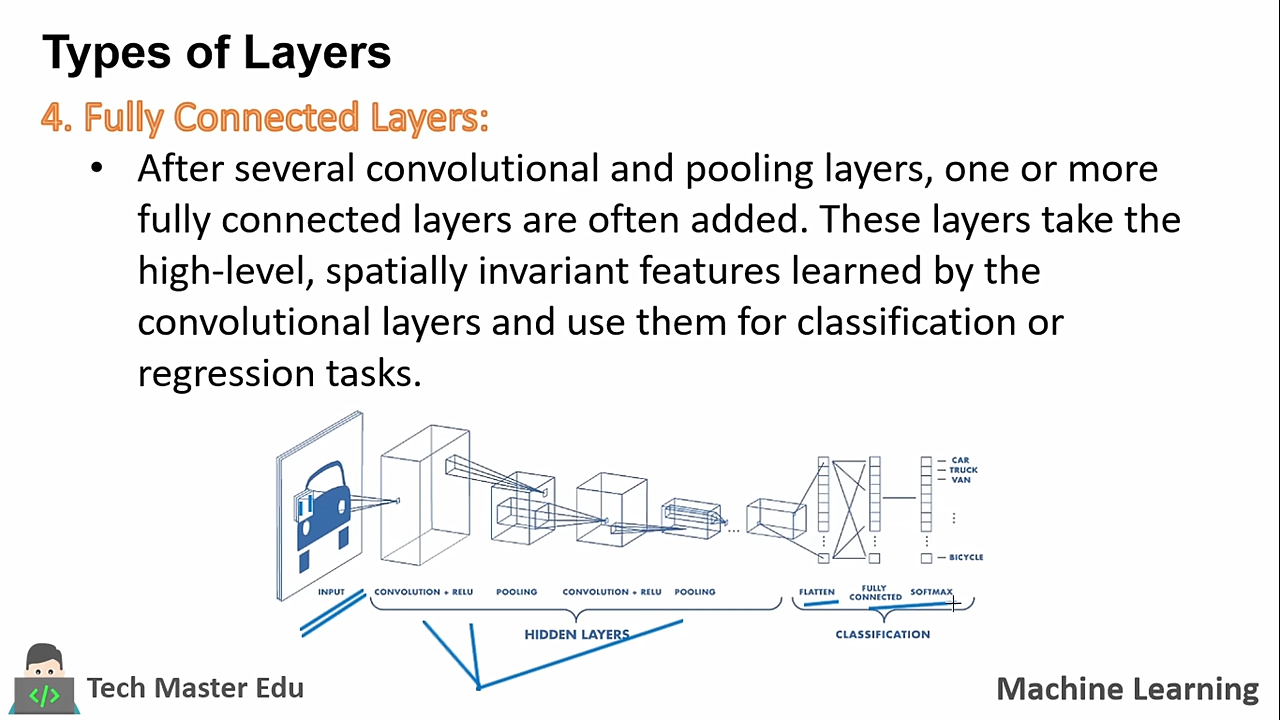 Types of Layers
4. Fully Connected Layers:
• After several convolutional and pooling layers, one or more
fully connected layers are often added. These layers take the
high-level, spatially invariant features learned by the
convolutional layers and use them for classification or
regression tasks.
CAR
TRUCK
VAN
BICYCLE
INPUT
CONVOLUTION + RELU
POOLING
CONVOLUTION + RELU
POOLING
FLATTEN
FULLY
CONNECTED
SOFTMAX
HIDDEN LAYERS
CLASSIFICATION
</>
Tech Master Edu
Machine Learning